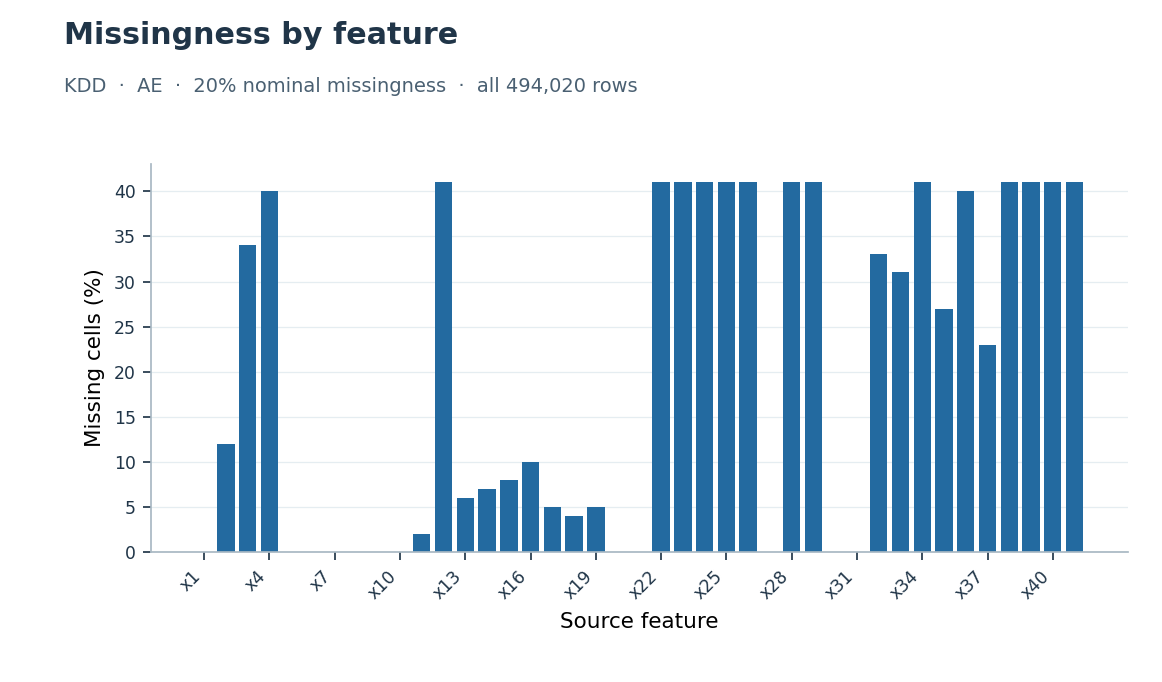 Missingness by feature
KDD · AE · 20% nominal missingness · all 494,020 rows
40
35
30
25
20
15
10
5
0
Missing cells (%)
x1 x4 x7 x10 x13 x16 x19 x22 x25 x28 x31 x34 x37 x40
Source feature